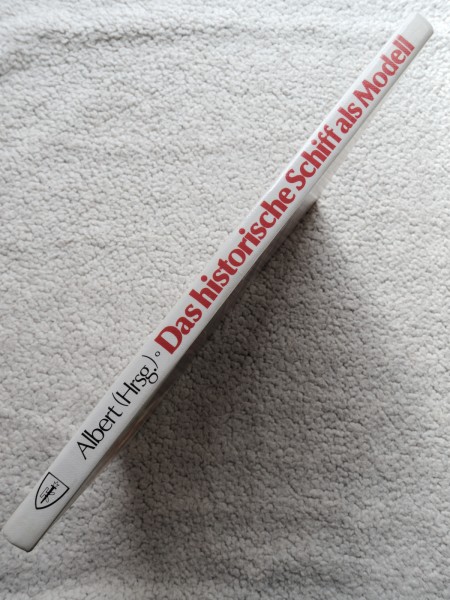 Albert (Hrsg.) ° Das historische Schiff als Modell